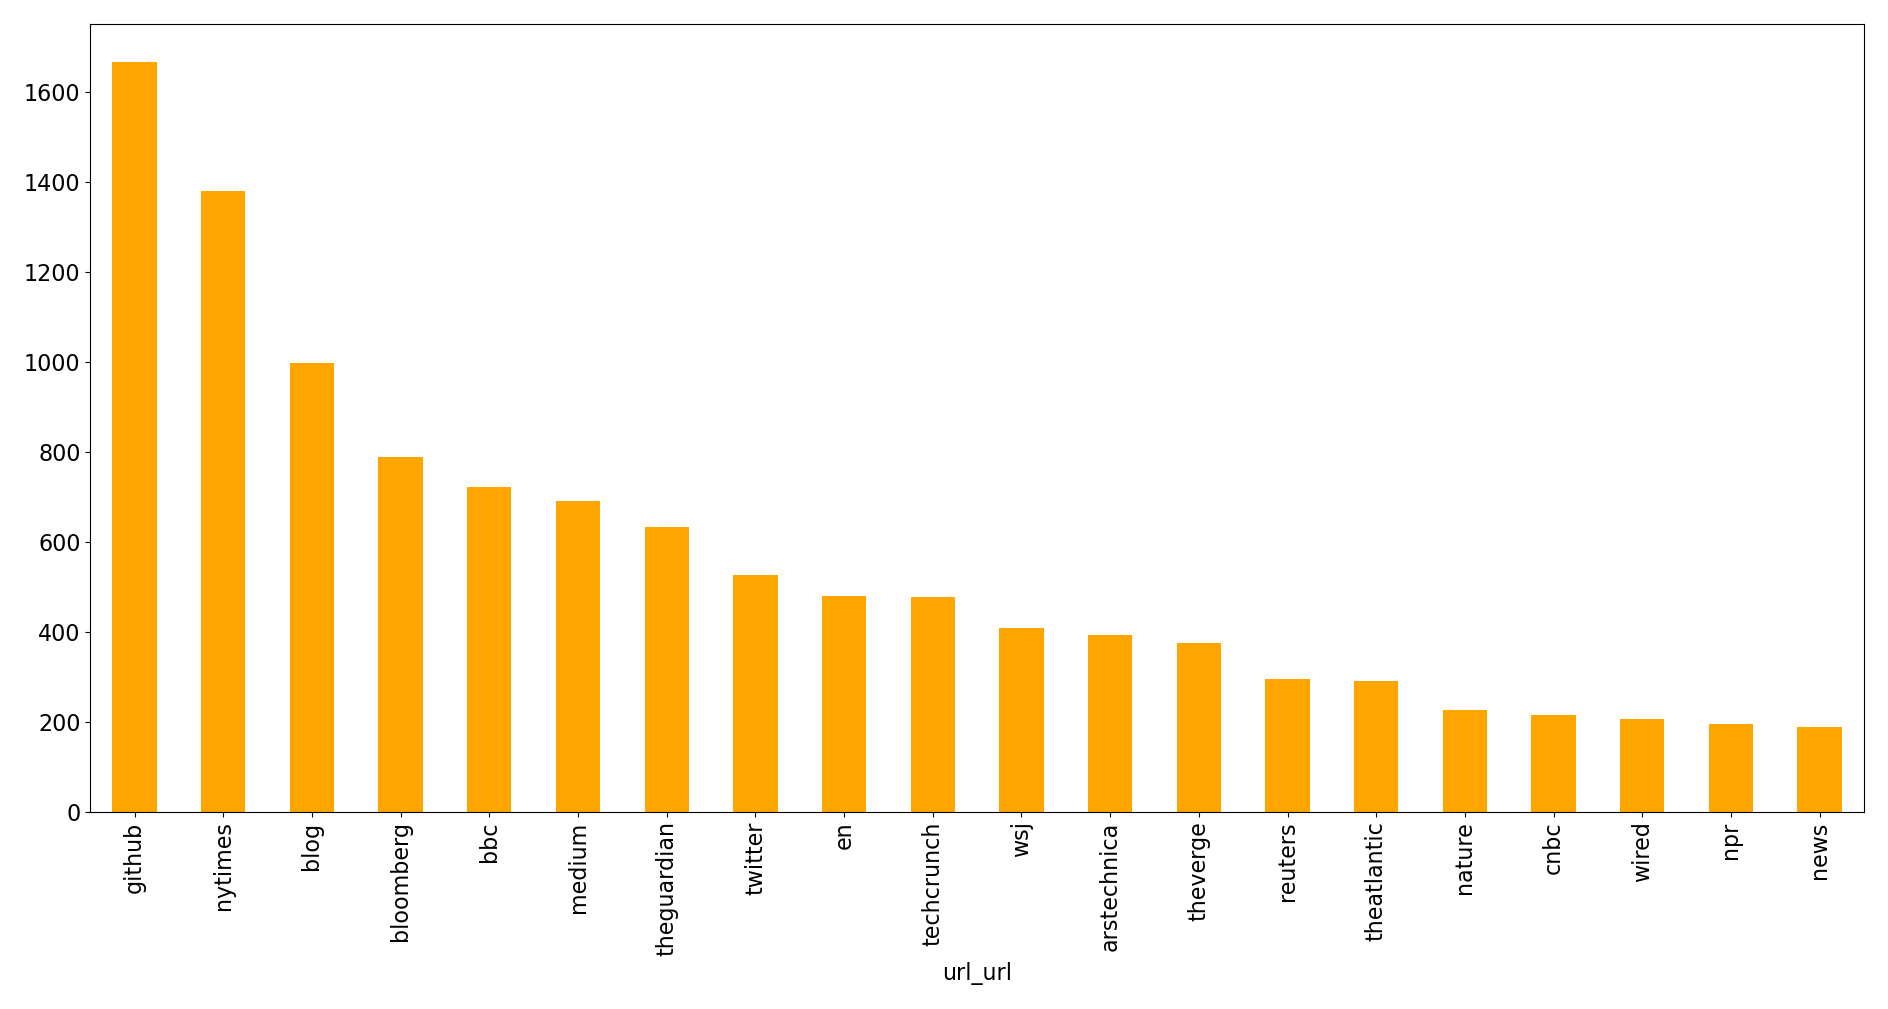 1600
1400
1200
1000
800
600
400
200
0
github
nytimes
blog
bloomberg
bbc
medium
theguardian
twitter
en
techcrunch
wsj
arstechnica
theverge
reuters
theatlantic
nature
cnbc
wired
npr
news
url_url